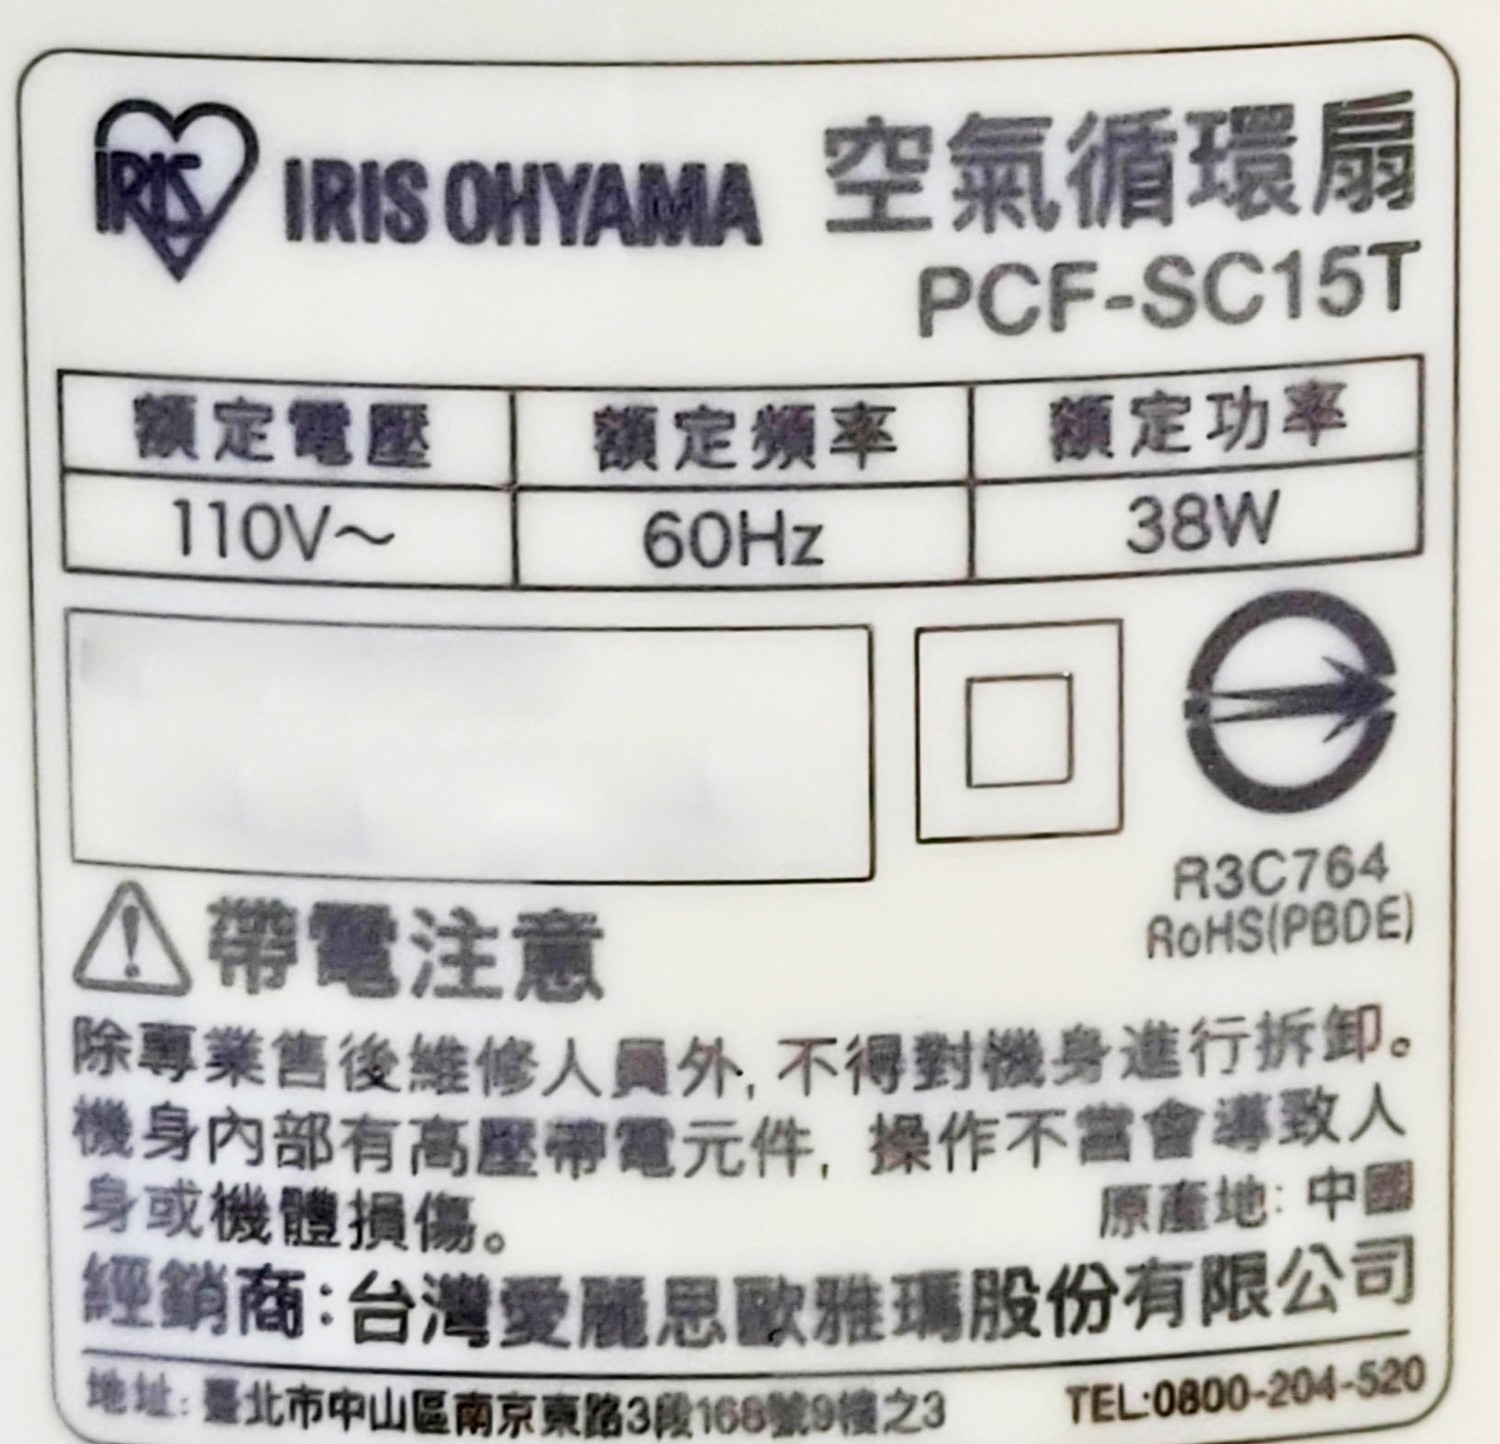 IRIS IRIS OHYAMA 空氣循環扇
PCF-SC15T
額定電壓 額定頻率 額定功率
110V～ 60Hz 38W
R3C764
RoHS(PBDE)
帶電注意
除專業售後維修人員外, 不得對機身進行拆卸。
機身內部有高壓帶電元件, 操作不當會導致人
身或機體損傷。
原產地: 中國
經銷商: 台灣愛麗思歐雅瑪股份有限公司
地址: 臺北市中山區南京東路3段168號9樓之3 TEL:0800-204-520